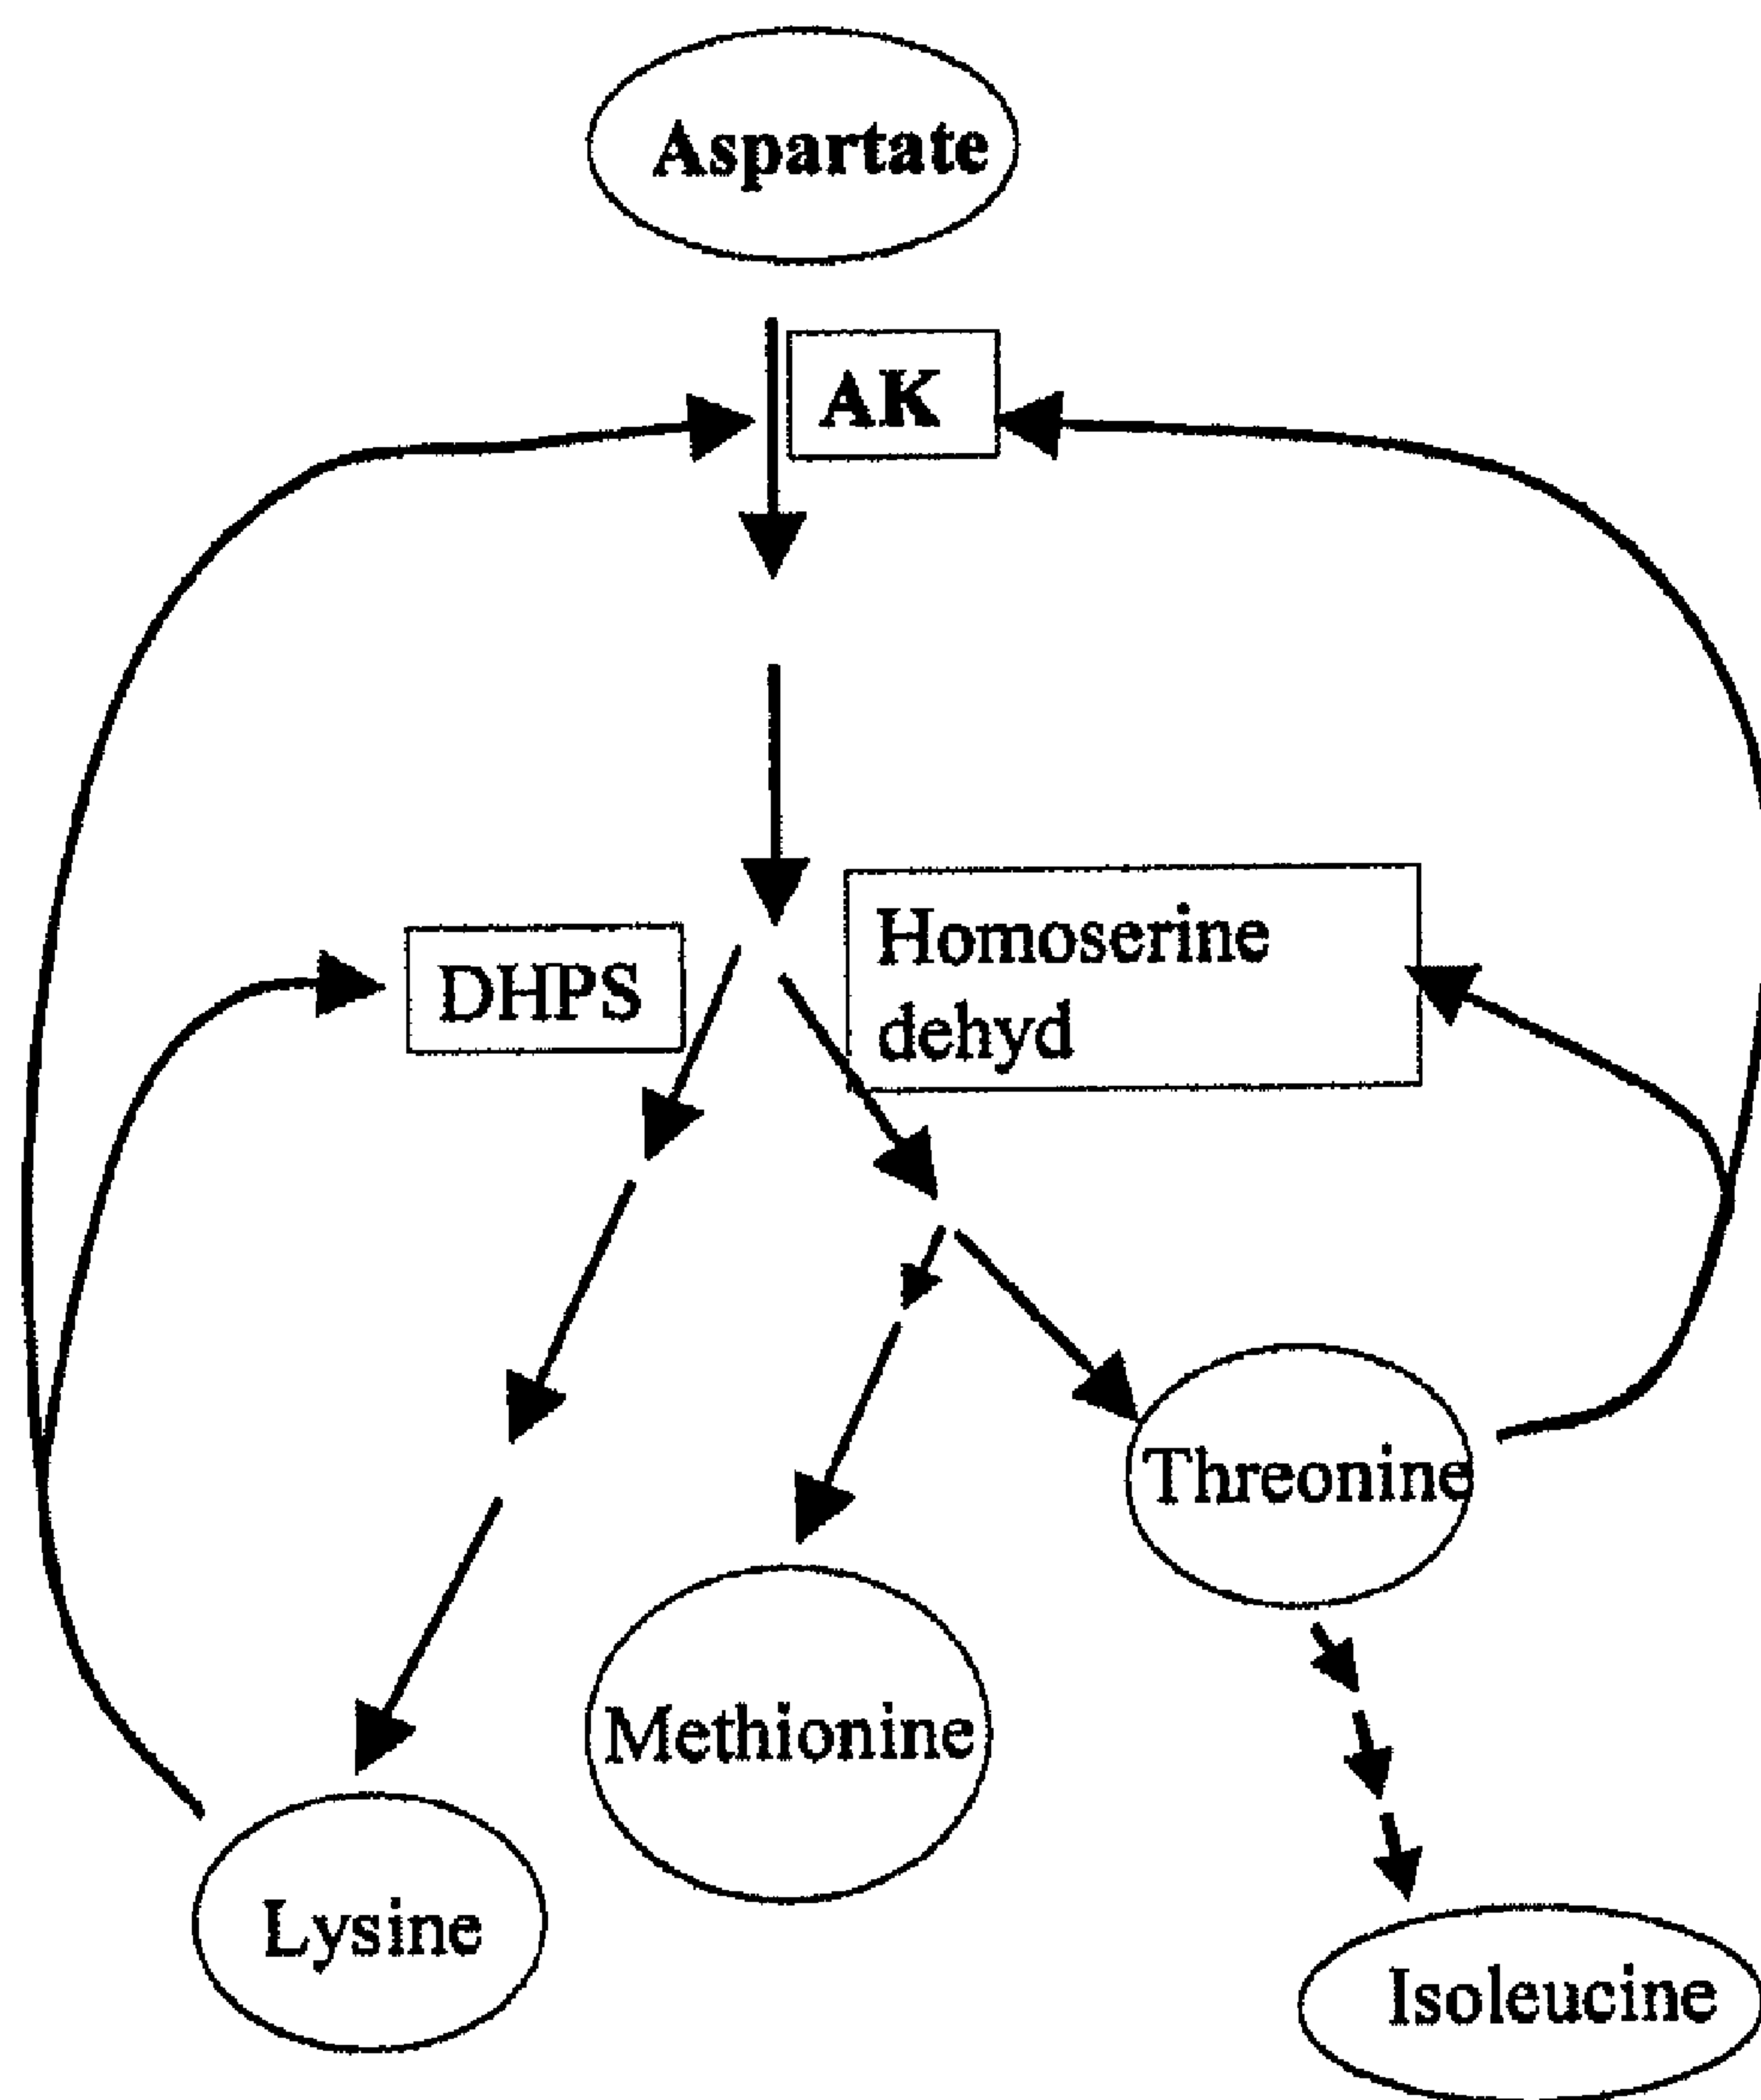 Aspartate
AK
DHPS
Homoserine
dehyd
Threonine
Methionine
Lysine
Isoleucine